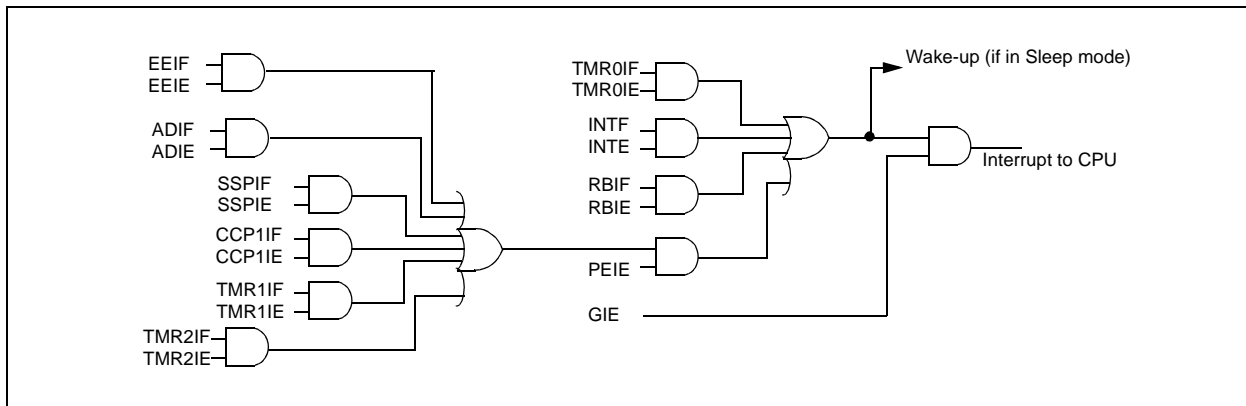 EEIF
EEIE
ADIF
ADIE
SSPIF
SSPIE
CCP1IF
CCP1IE
TMR1IF
TMR1IE
TMR2IF
TMR2IE
TMR0IF
TMR0IE
INTF
INTE
RBIF
RBIE
PEIE
GIE
Wake-up (if in Sleep mode)
Interrupt to CPU